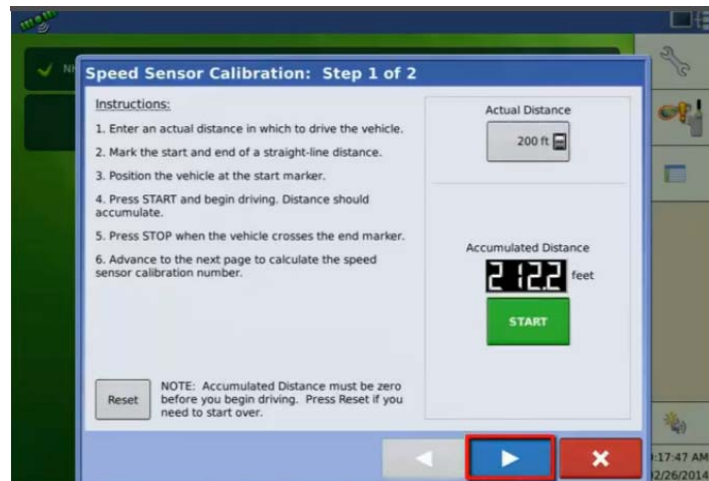 NH
Speed Sensor Calibration: Step 1 of 2
Instructions:
1. Enter an actual distance in which to drive the vehicle.
2. Mark the start and end of a straight-line distance.
3. Position the vehicle at the start marker.
4. Press START and begin driving. Distance should
accumulate.
5. Press STOP when the vehicle crosses the end marker.
6. Advance to the next page to calculate the speed
sensor calibration number.
Reset
NOTE: Accumulated Distance must be zero
before you begin driving. Press Reset if you
need to start over.
Actual Distance
200 ft
Accumulated Distance
212.2 feet
START
:17:47 AM
02/26/2014